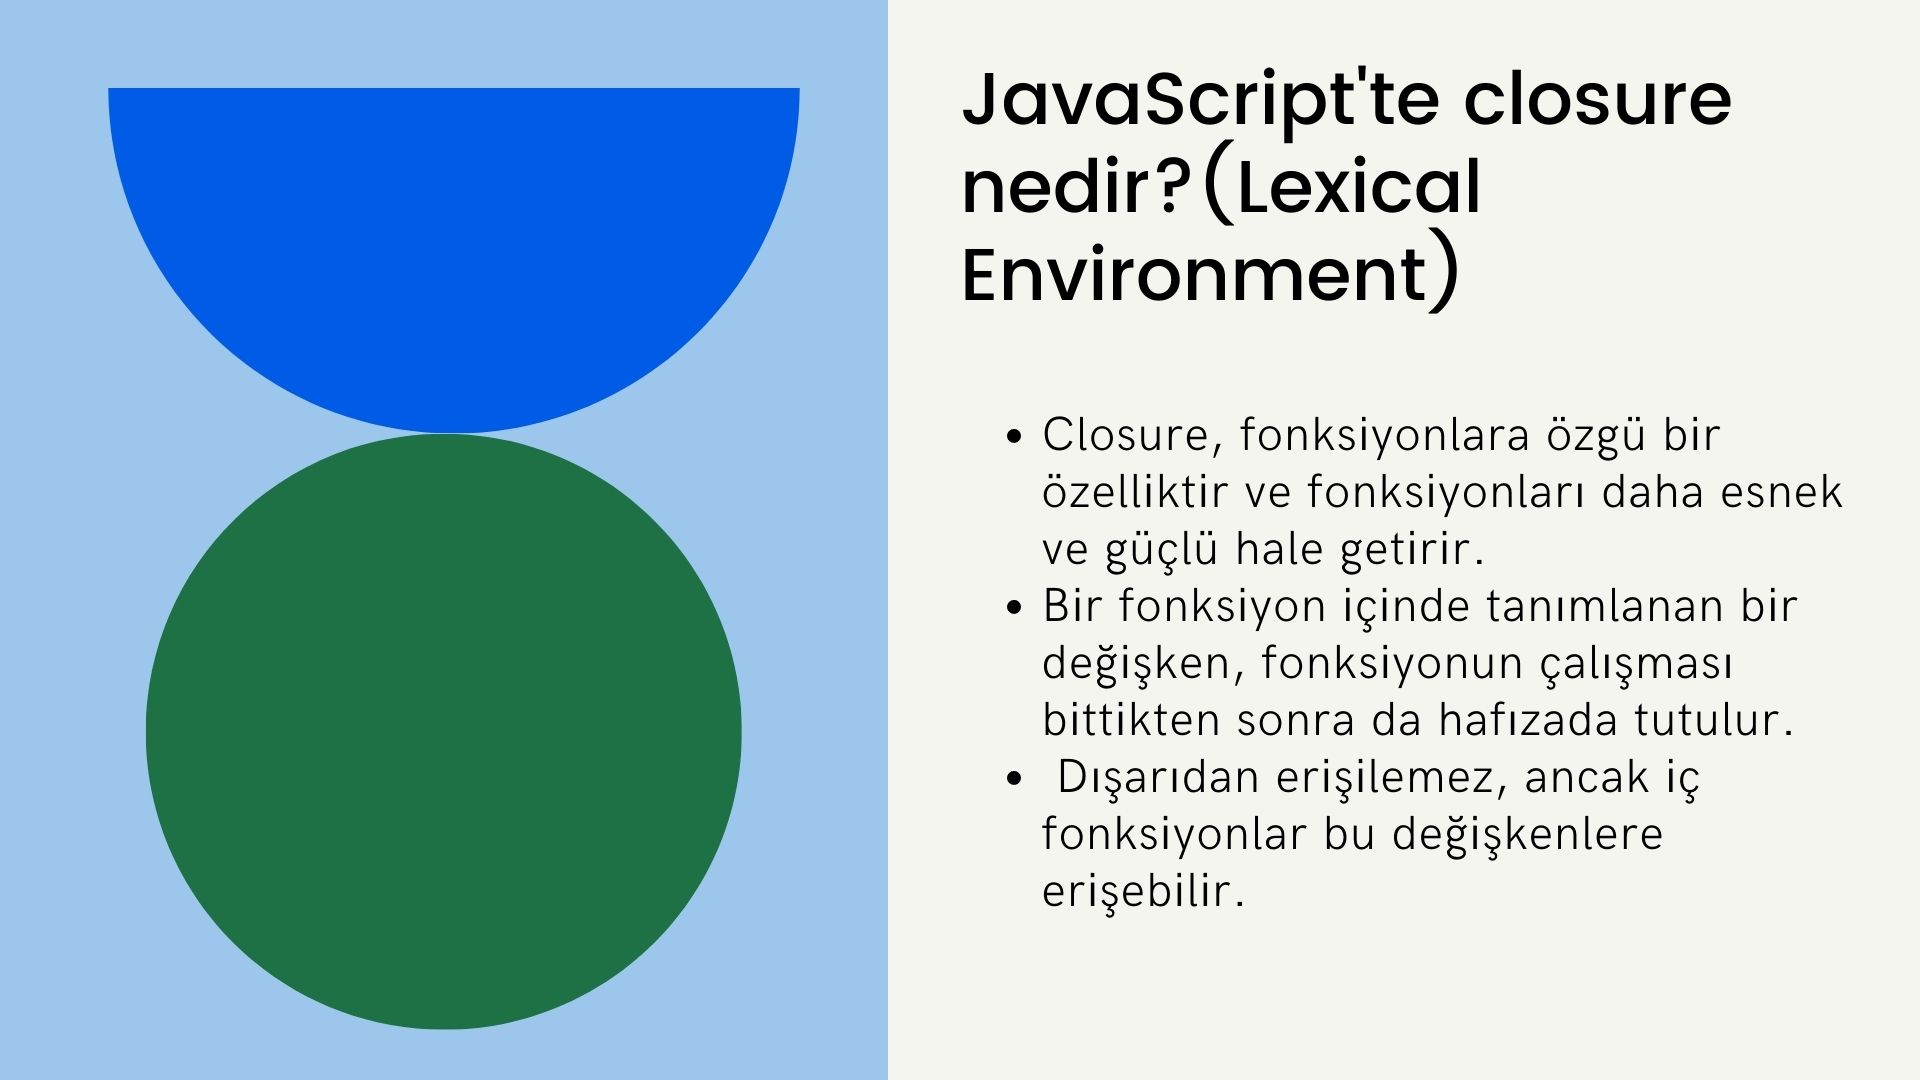 JavaScript'te closure
nedir?(Lexical
Environment)
• Closure, fonksiyonlara özgü bir
özelliktir ve fonksiyonları daha esnek
ve güçlü hale getirir.
• Bir fonksiyon içinde tanımlanan bir
değişken, fonksiyonun çalışması
bittikten sonra da hafızada tutulur.
• Dışarıdan erişilemez, ancak iç
fonksiyonlar bu değişkenlere
erişebilir.